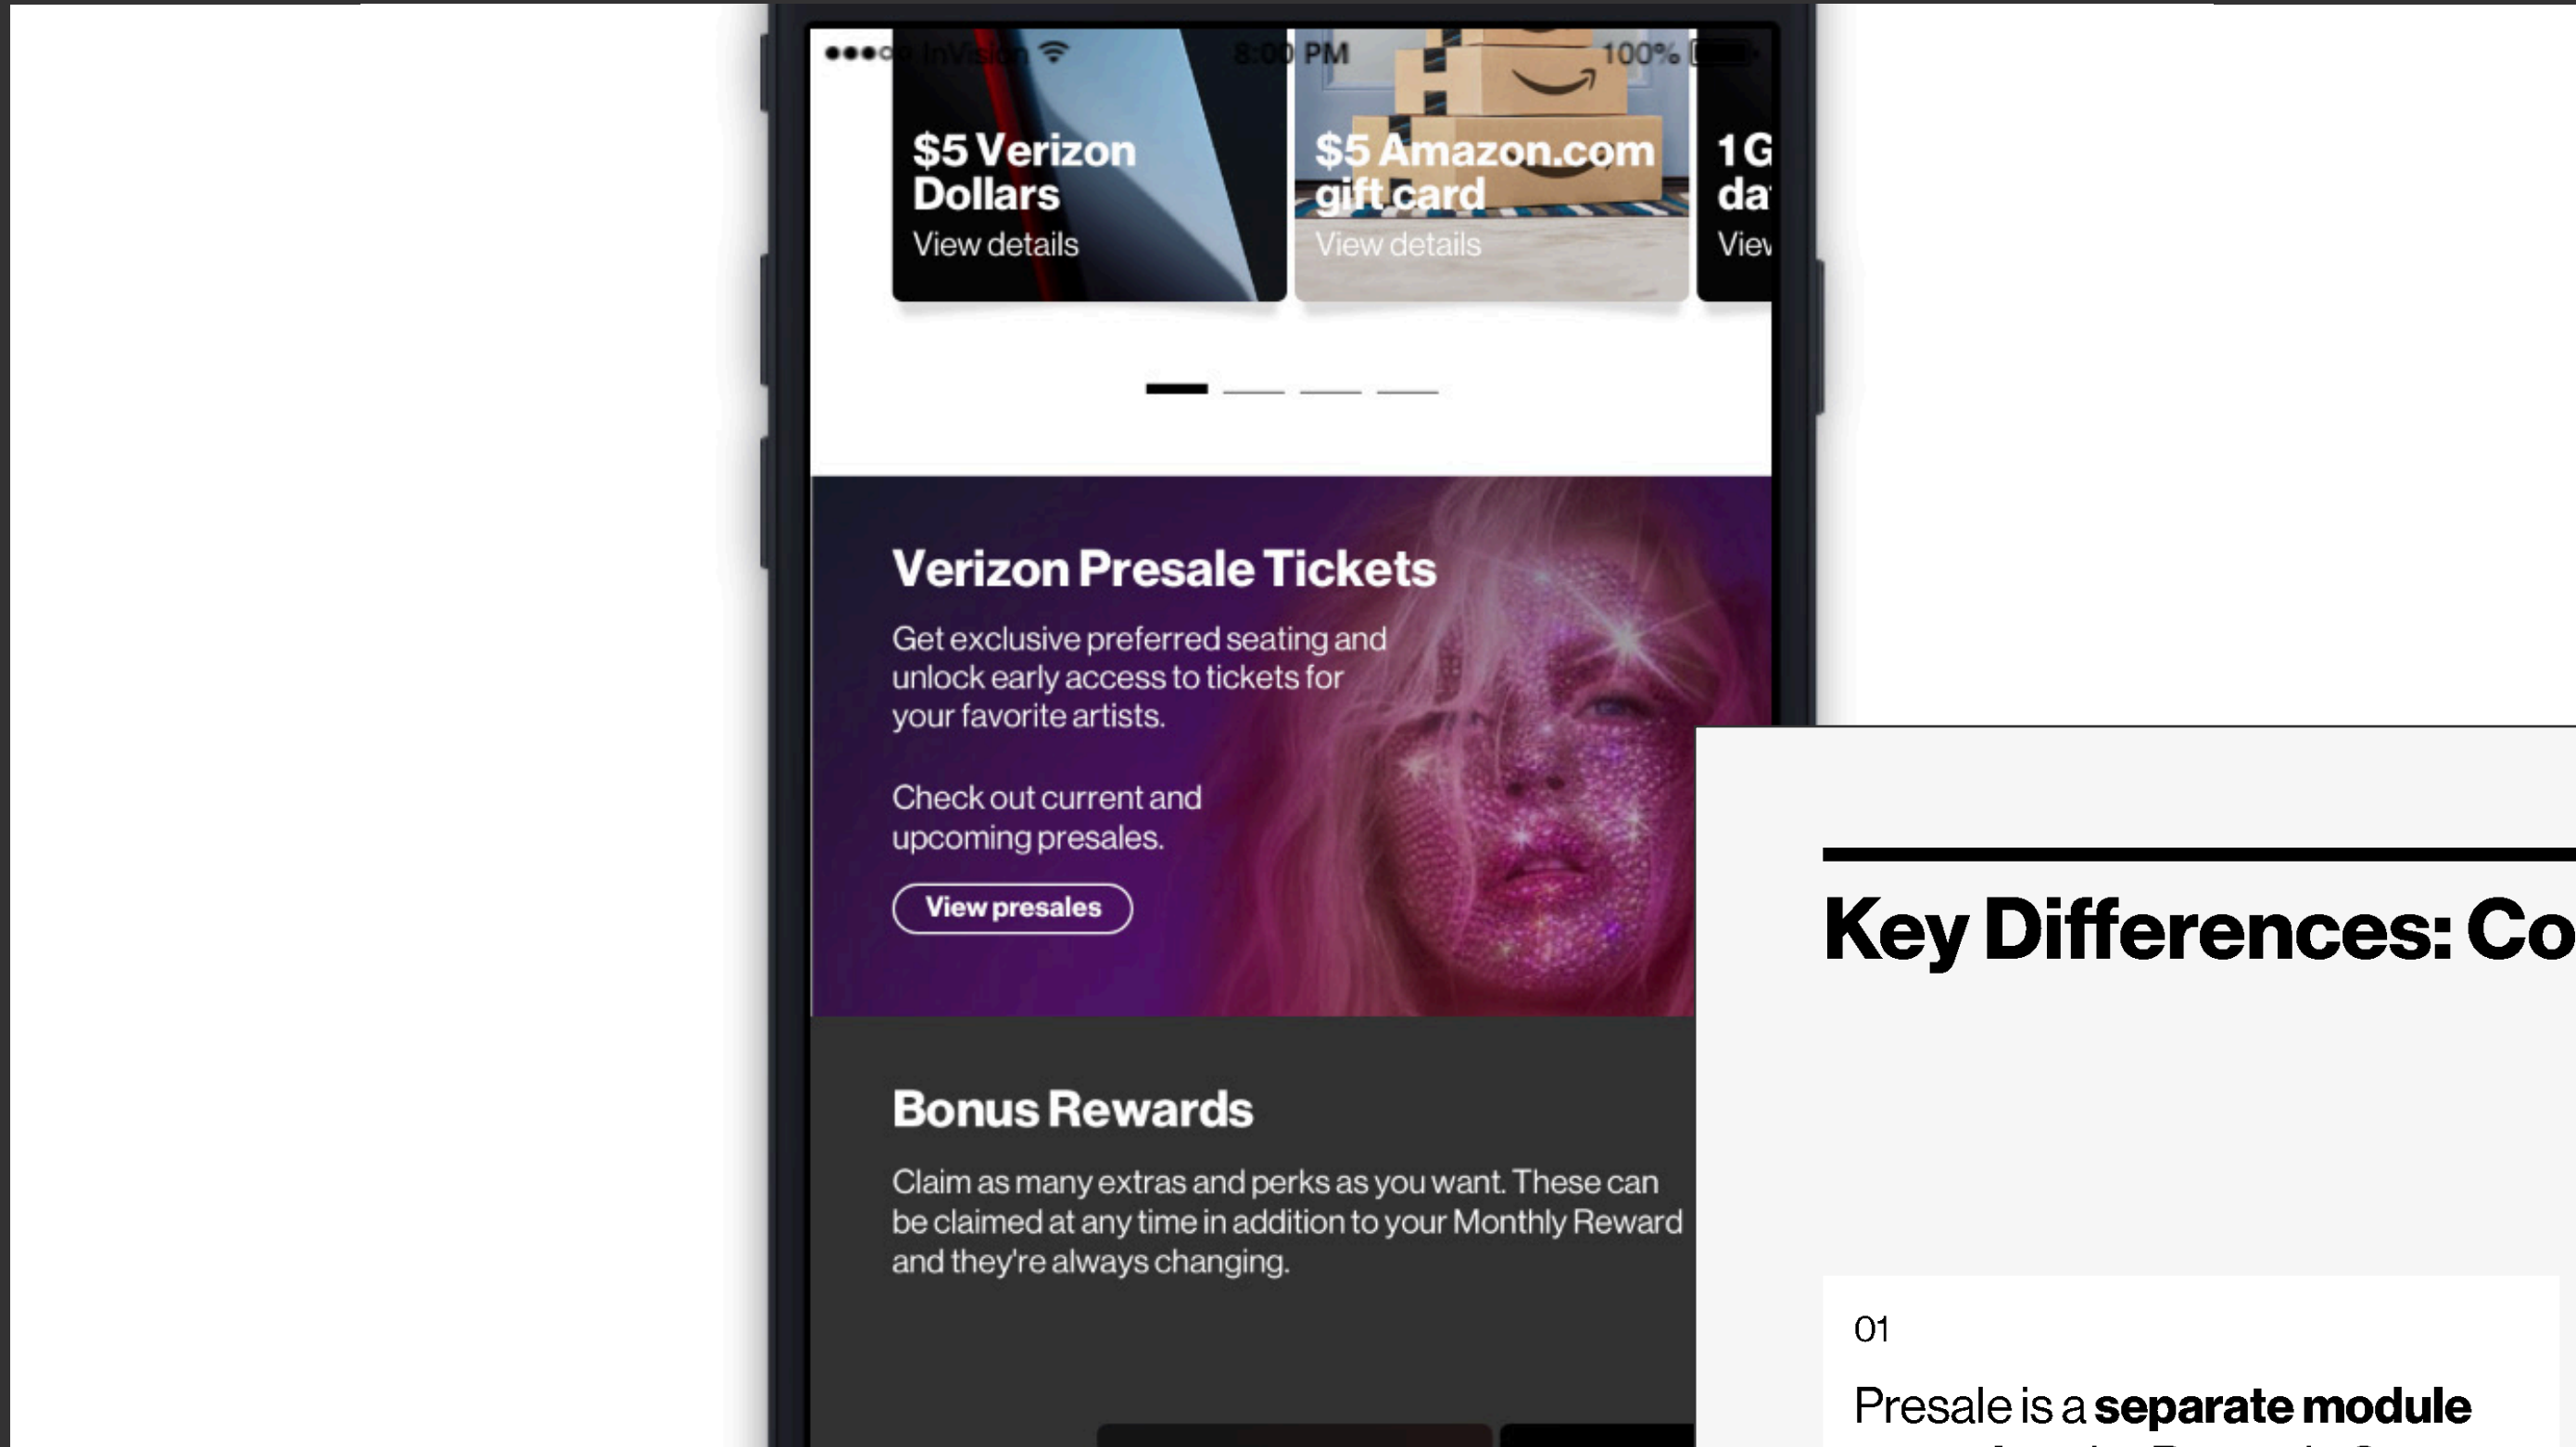 InVision
8:00 PM
100%
$5 Verizon
Dollars
View details
$5 Amazon.com
gift card
View details
1 G
Verizon Presale Tickets
Get exclusive preferred seating and
unlock early access to tickets for
your favorite artists.
Check out current and
upcoming presales.
View presales
Bonus Rewards
Claim as many extras and perks as you want. These can
be claimed at any time in addition to your Monthly Reward
and they're always changing.
Key Differences: Co
01
Presale is a separate module